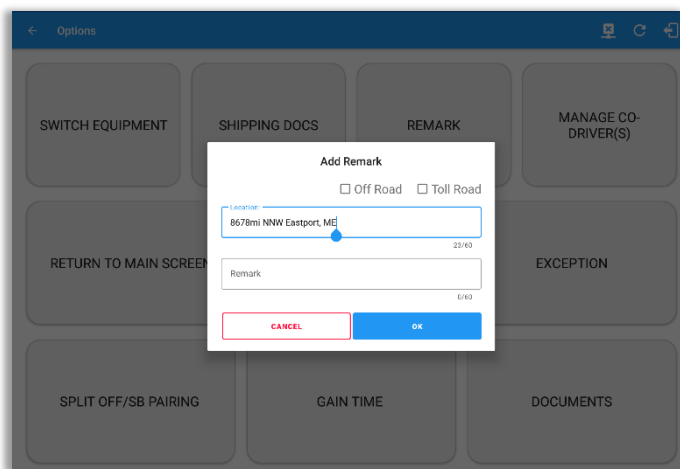 Options
SWITCH EQUIPMENT
SHIPPING DOCS
REMARK
MANAGE CO-
DRIVER(S)
Add Remark
Off Road
Toll Road
Location:
8678mi NNW Eastport, ME
23/60
RETURN TO MAIN SCREEN
EXCEPTION
Remark
0/60
CANCEL
OK
SPLIT OFF/SB PAIRING
GAIN TIME
DOCUMENTS